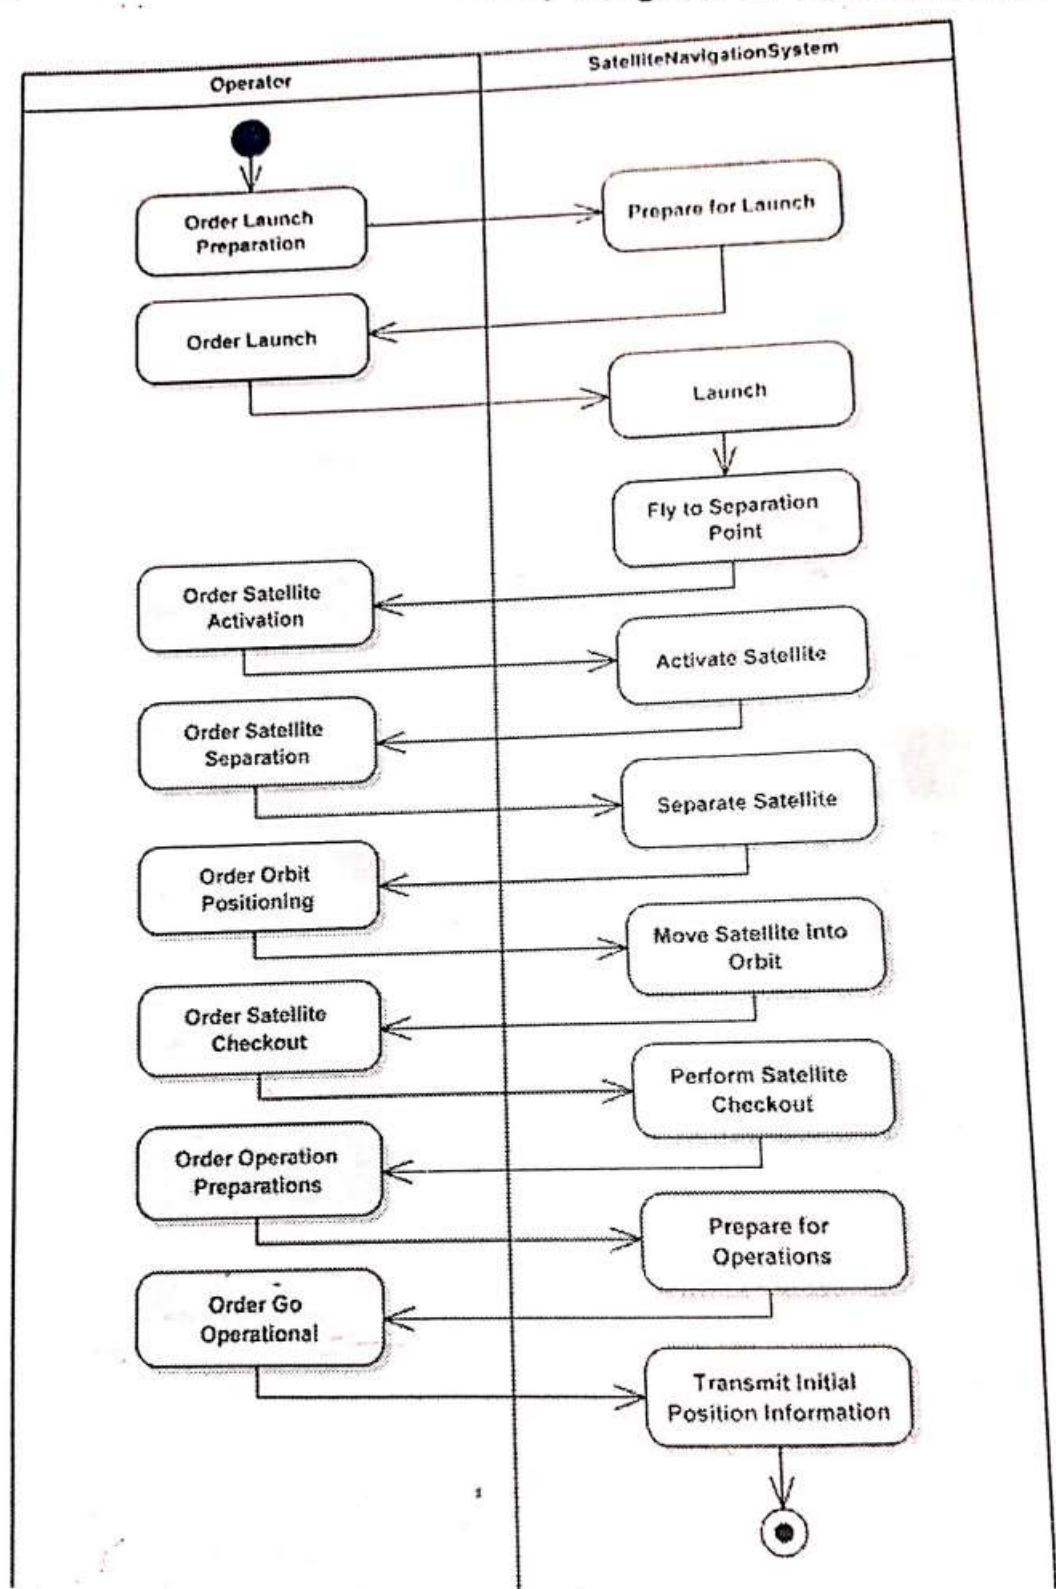 Operator
SatelliteNavigationSystem
Order Launch
Preparation
Prepare for Launch
Order Launch
Launch
Fly to Separation
Point
Order Satellite
Activation
Activate Satellite
Order Satellite
Separation
Separate Satellite
Order Orbit
Positioning
Move Satellite into
Orbit
Order Satellite
Checkout
Perform Satellite
Checkout
Order Operation
Preparations
Prepare for
Operations
Order Go
Operational
Transmit Initial
Position Information